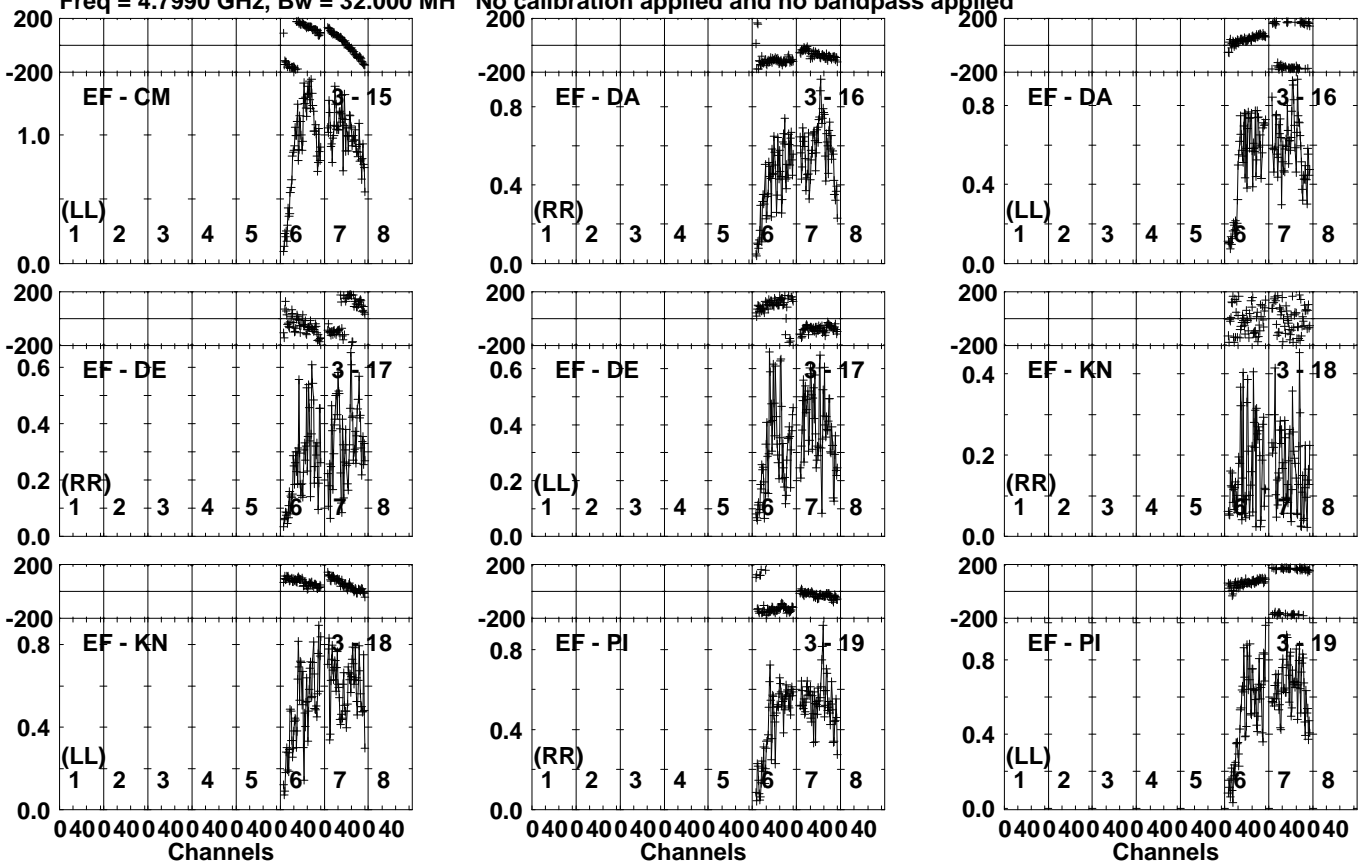 Freq = 4.7990 GHz, Bw = 32.000 MH   No calibration applied and no bandpass applied
200 200 200
-200 -200 -200
EF - CM 3 - 15 EF - DA 3 - 16 EF - DA 3 - 16
1.0 0.8 0.8
0.4 0.4
(LL) (RR) (LL)
1 2 3 4 5 6 7 8 1 2 3 4 5 6 7 8 1 2 3 4 5 6 7 8
0.0 0.0 0.0
200 200 200
-200 -200 -200
EF - DE 3 - 17 EF - DE 3 - 17 EF - KN 3 - 18
0.6 0.6 0.4
0.4 0.4
0.2 0.2 0.2
(RR) (LL) (RR)
1 2 3 4 5 6 7 8 1 2 3 4 5 6 7 8 1 2 3 4 5 6 7 8
0.0 0.0 0.0
200 200 200
-200 -200 -200
EF - KN 3 - 18 EF - PI 3 - 19 EF - PI 3 - 19
0.8 0.8 0.8
0.4 0.4 0.4
(LL) (RR) (LL)
1 2 3 4 5 6 7 8 1 2 3 4 5 6 7 8 1 2 3 4 5 6 7 8
0.0 0.0 0.0
0 40 0 40 0 40 0 40 0 40 0 40 0 40 0 40 0 40 0 40 0 40 0 40 0 40 0 40 0 40 0 40 0 40 0 40 0 40 0 40 0 40 0 40 0 40 0 40
Channels Channels Channels